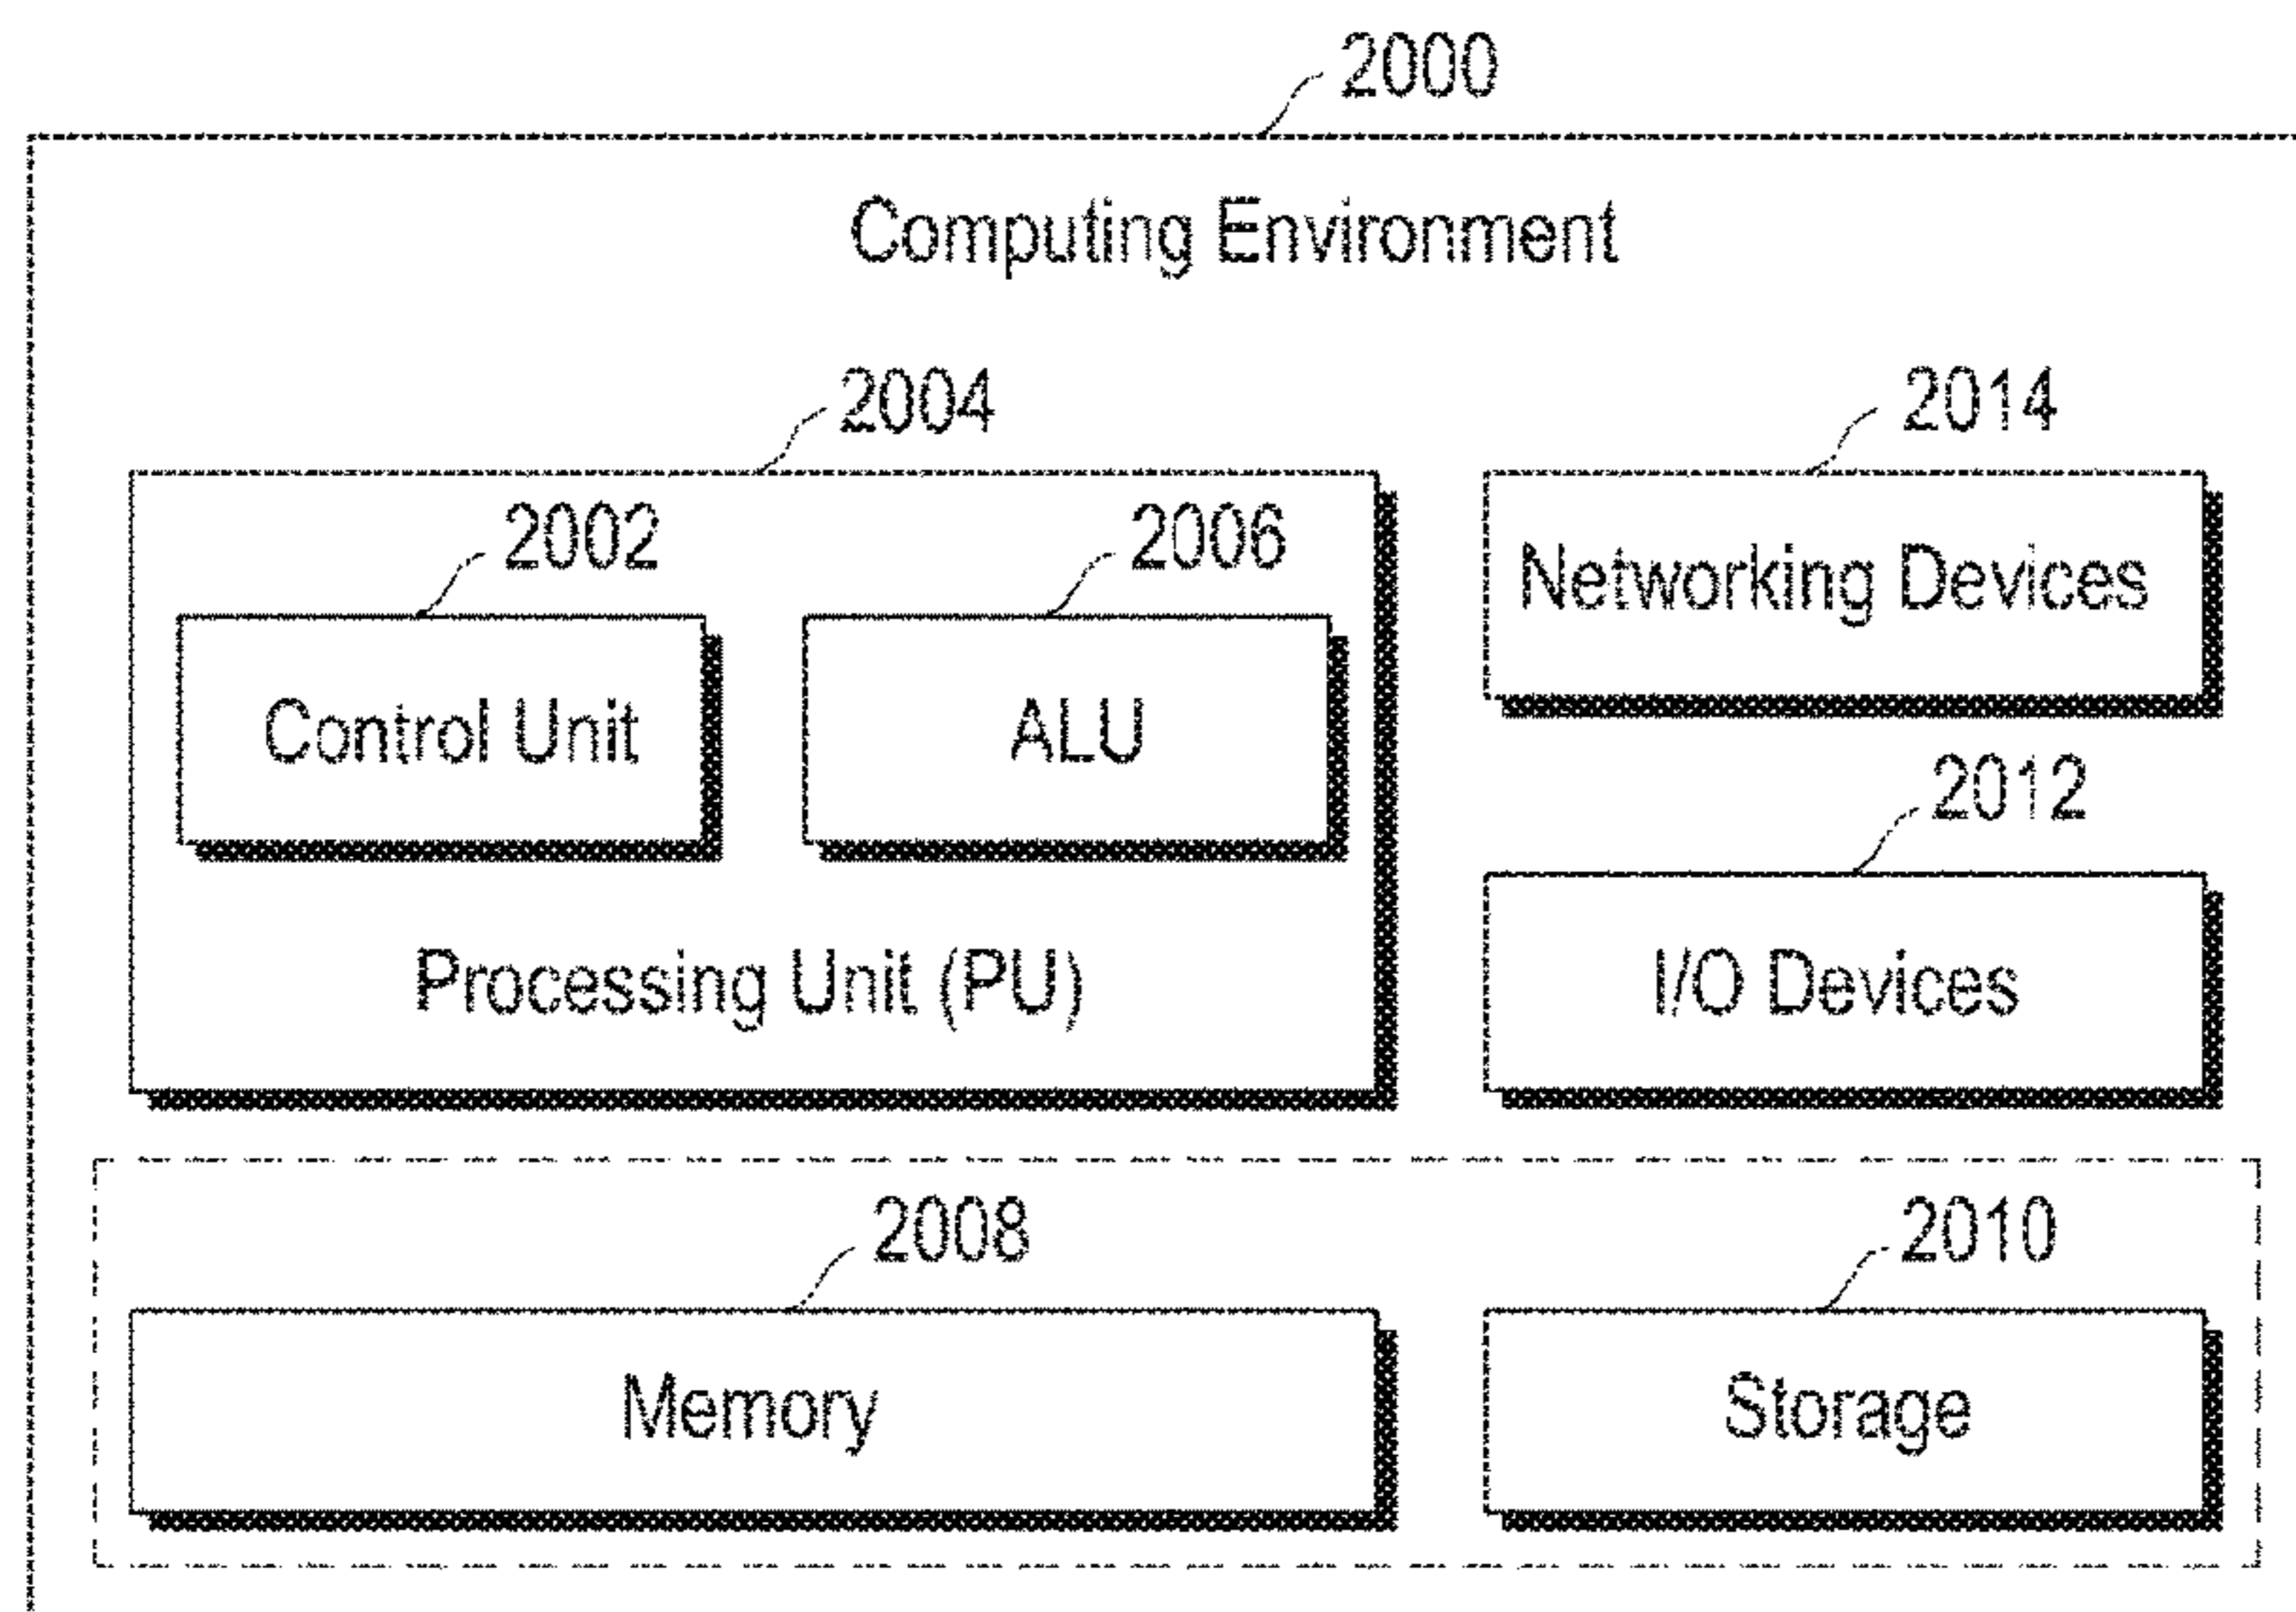 2000
Computing Environment
2004
2014
2002
2006
Networking Devices
Control Unit
ALU
2012
Processing Unit (PU)
I/O Devices
2008
2010
Memory
Storage